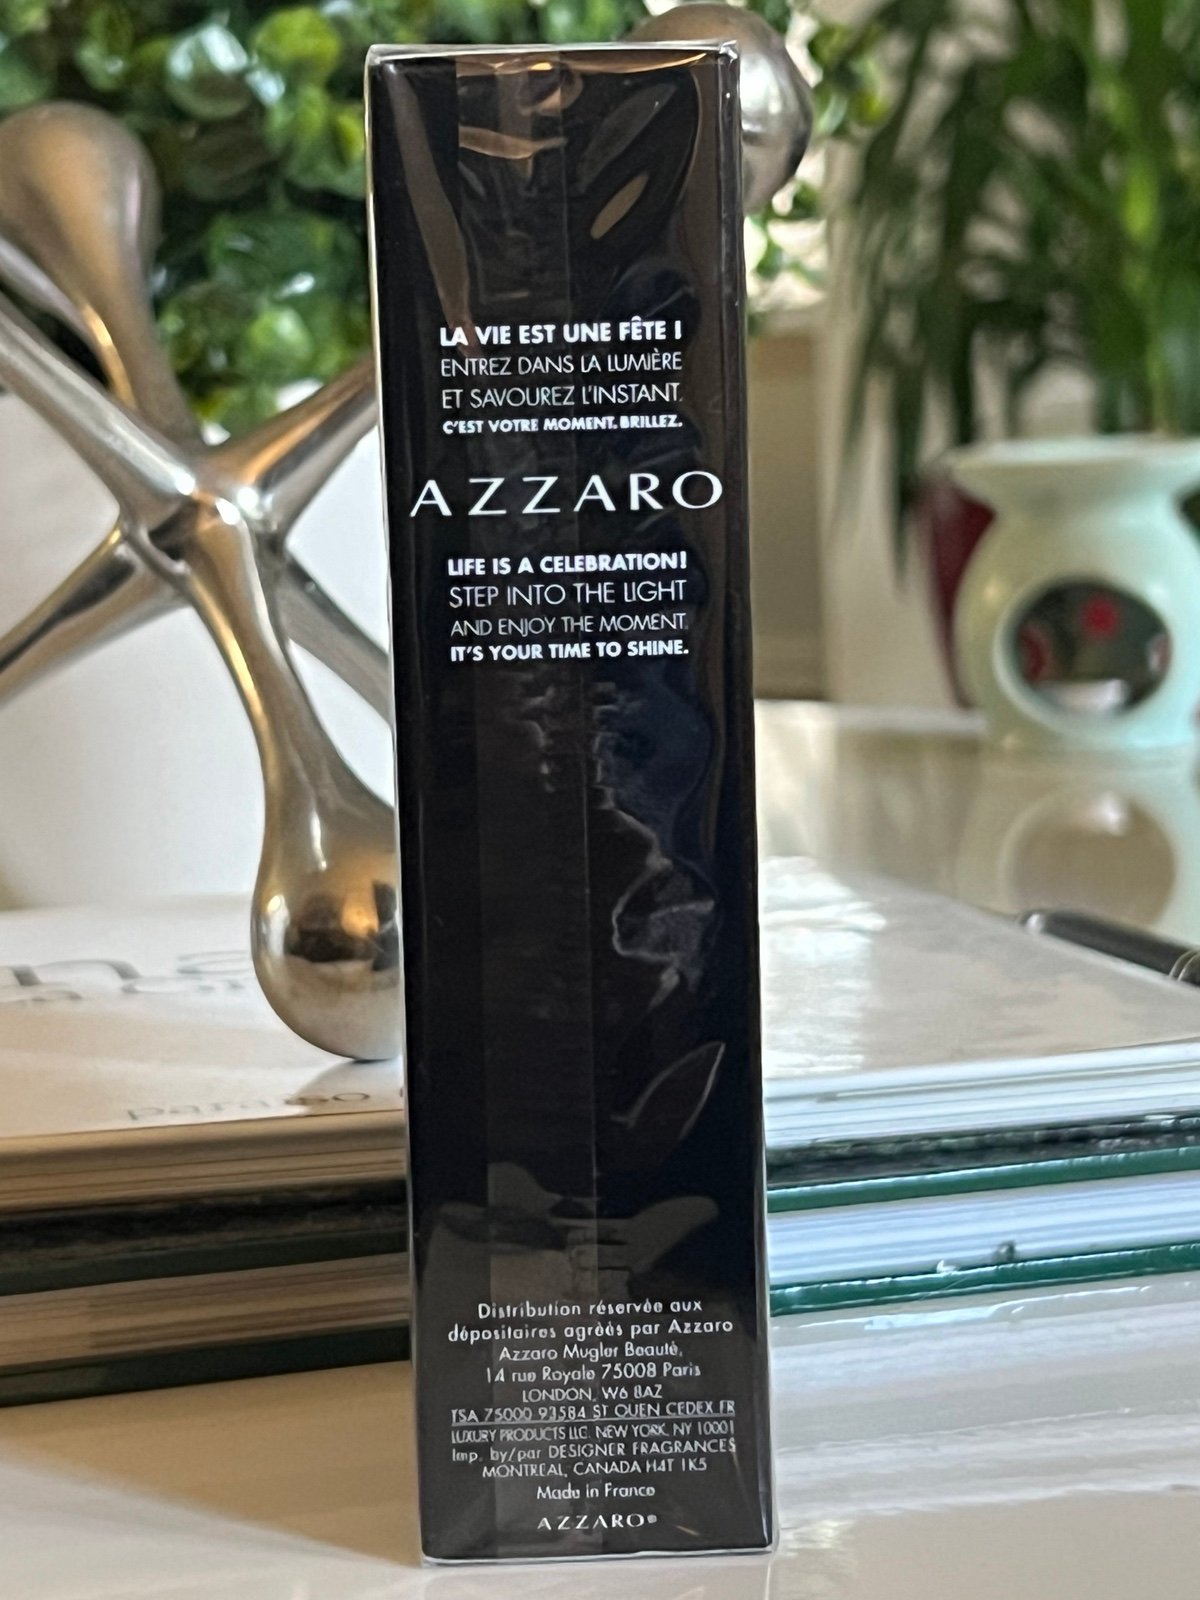 LA VIE EST UNE FÊTE !
ENTREZ DANS LA LUMIÈRE
ET SAVOUREZ L'INSTANT.
C'EST VOTRE MOMENT. BRILLEZ.
AZZARO
LIFE IS A CELEBRATION!
STEP INTO THE LIGHT
AND ENJOY THE MOMENT.
IT'S YOUR TIME TO SHINE.
Distribution réservée aux
dépositaires agréés par Azzaro
Azzaro Mugler Beauté,
14 rue Royale 75008 Paris
LONDON, W6 8AZ
TSA 75000 93584 ST OUEN CEDEX FR
LUXURY PRODUCTS LLC. NEW YORK, NY 10001
Imp. by/par DESIGNER FRAGRANCES
MONTREAL, CANADA H4T 1K5
Made in France
AZZARO®